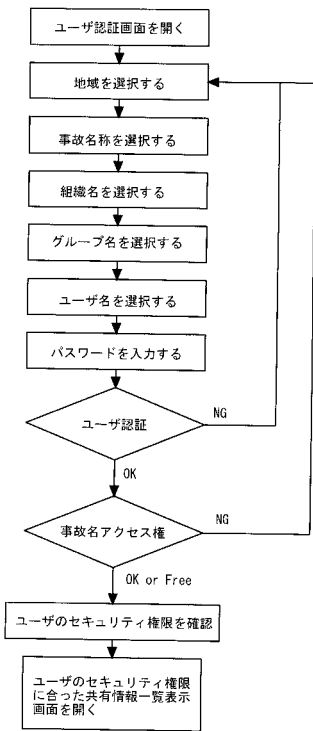 ユーザ認証画面を開く
地域を選択する
事故名称を選択する
組織名を選択する
グループ名を選択する
ユーザ名を選択する
パスワードを入力する
ユーザ認証
NG
OK
事故名アクセス権
NG
OK or Free
ユーザのセキュリティ権限を確認
ユーザのセキュリティ権限
に合った共有情報一覧表示
画面を開く